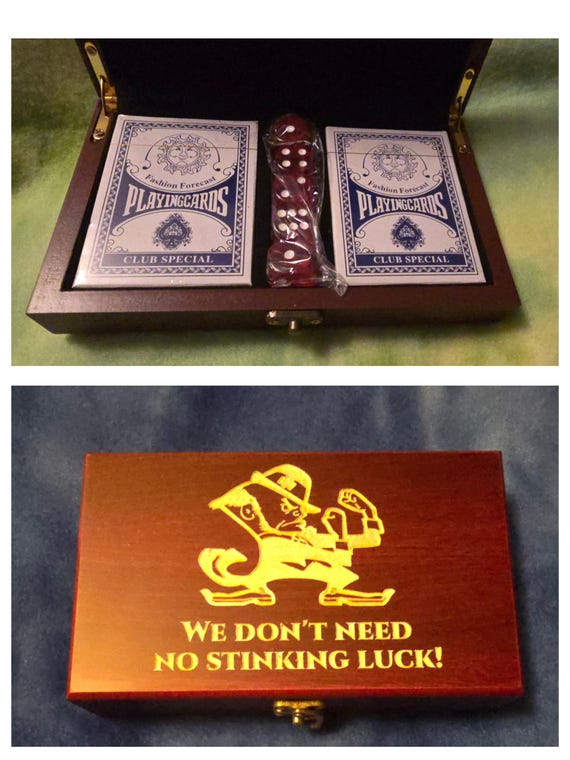 Fashion Forecast
PLAYINGCARDS
CLUB SPECIAL
Fashion Forecast
PLAYINGCARDS
CLUB SPECIAL
WE DON'T NEED
NO STINKING LUCK!